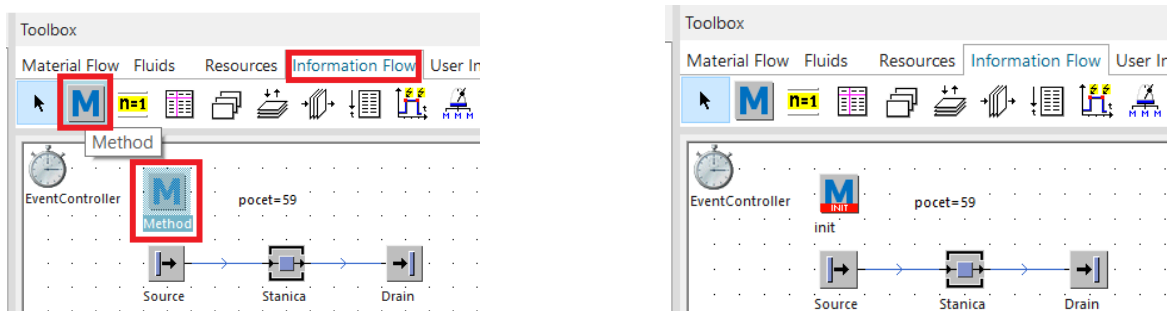 Toolbox
Material Flow Fluids Resources Information Flow User In
M n=1 M M M
Method
EventController
M
Method
pocet=59
Source Stanica Drain
Toolbox
Material Flow Fluids Resources Information Flow User In
M n=1 M M M
EventController
M
INIT
init
pocet=59
Source Stanica Drain